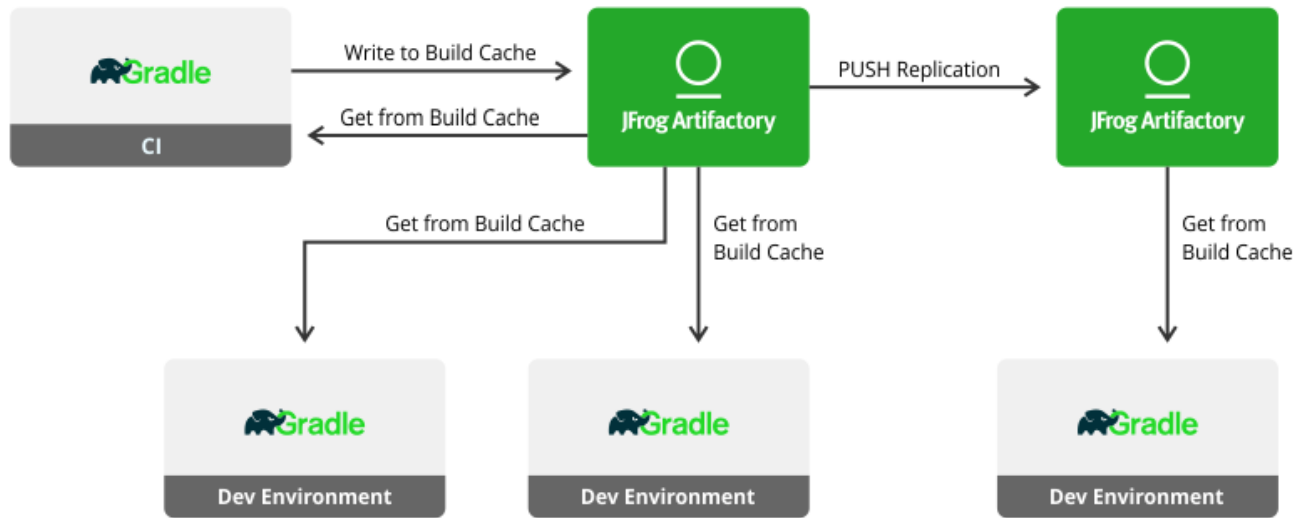 Gradle
CI
Write to Build Cache
Get from Build Cache
JFrog Artifactory
PUSH Replication
JFrog Artifactory
Get from Build Cache
Get from
Build Cache
Get from
Build Cache
Gradle
Dev Environment
Gradle
Dev Environment
Gradle
Dev Environment